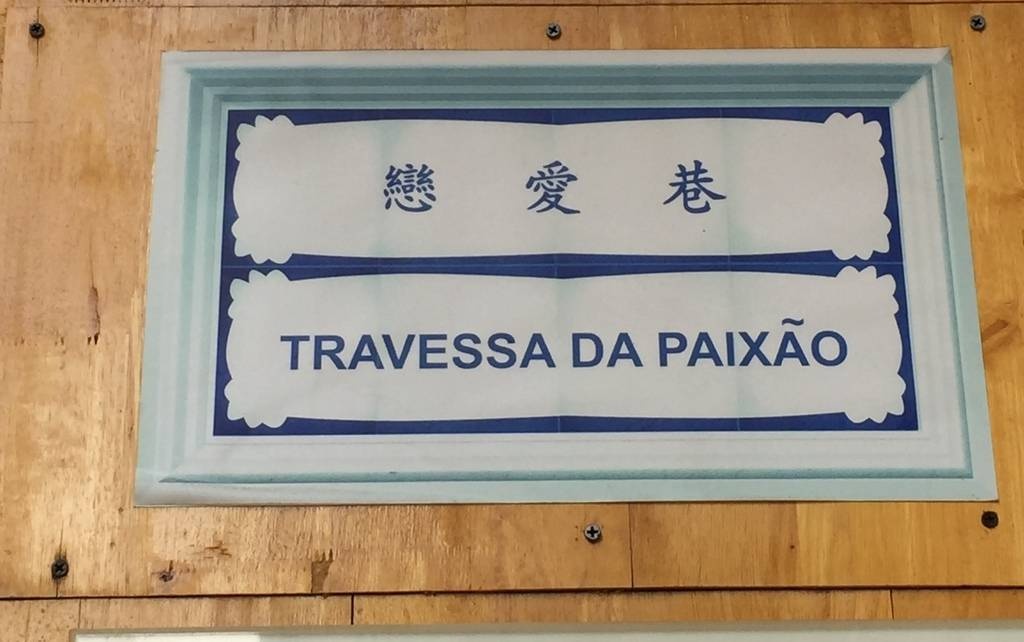 戀愛巷
TRAVESSA DA PAIXÃO